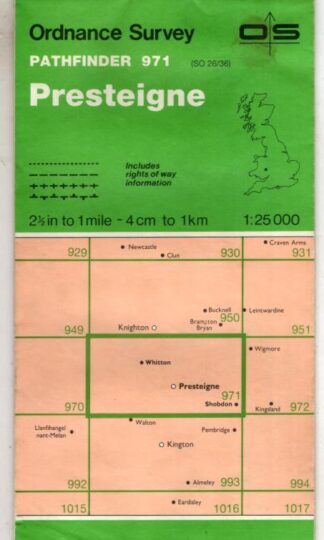 Ordnance Survey
OS
PATHFINDER 971 (SO 26/36)
Presteigne
Includes
rights of way
information
2½ in to 1 mile - 4 cm to 1 km 1:25 000
929 Newcastle Clun 930 Craven Arms 931
Bucknell Leintwardine
950
Brampton
Bryan
Knighton
949 951
Wigmore
Whitton
Presteigne
971
Shobdon
970 Kingsland 972
Walton
Llanfihangel
nant-Melan
Pembridge
Kington
992 Almeley 993 994
Eardisley
1015 1016 1017